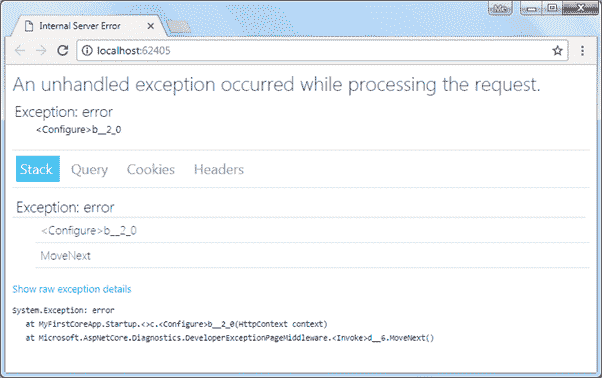 Internal Server Error
Me
localhost:62405
An unhandled exception occurred while processing the request.
Exception: error
<Configure>b__2_0
Stack Query Cookies Headers
Exception: error
<Configure>b__2_0
MoveNext
Show raw exception details
System.Exception: error
at MyFirstCoreApp.Startup.<>c.<Configure>b__2_0(HttpContext context)
at Microsoft.AspNetCore.Diagnostics.DeveloperExceptionPageMiddleware.<Invoke>d__6.MoveNext()